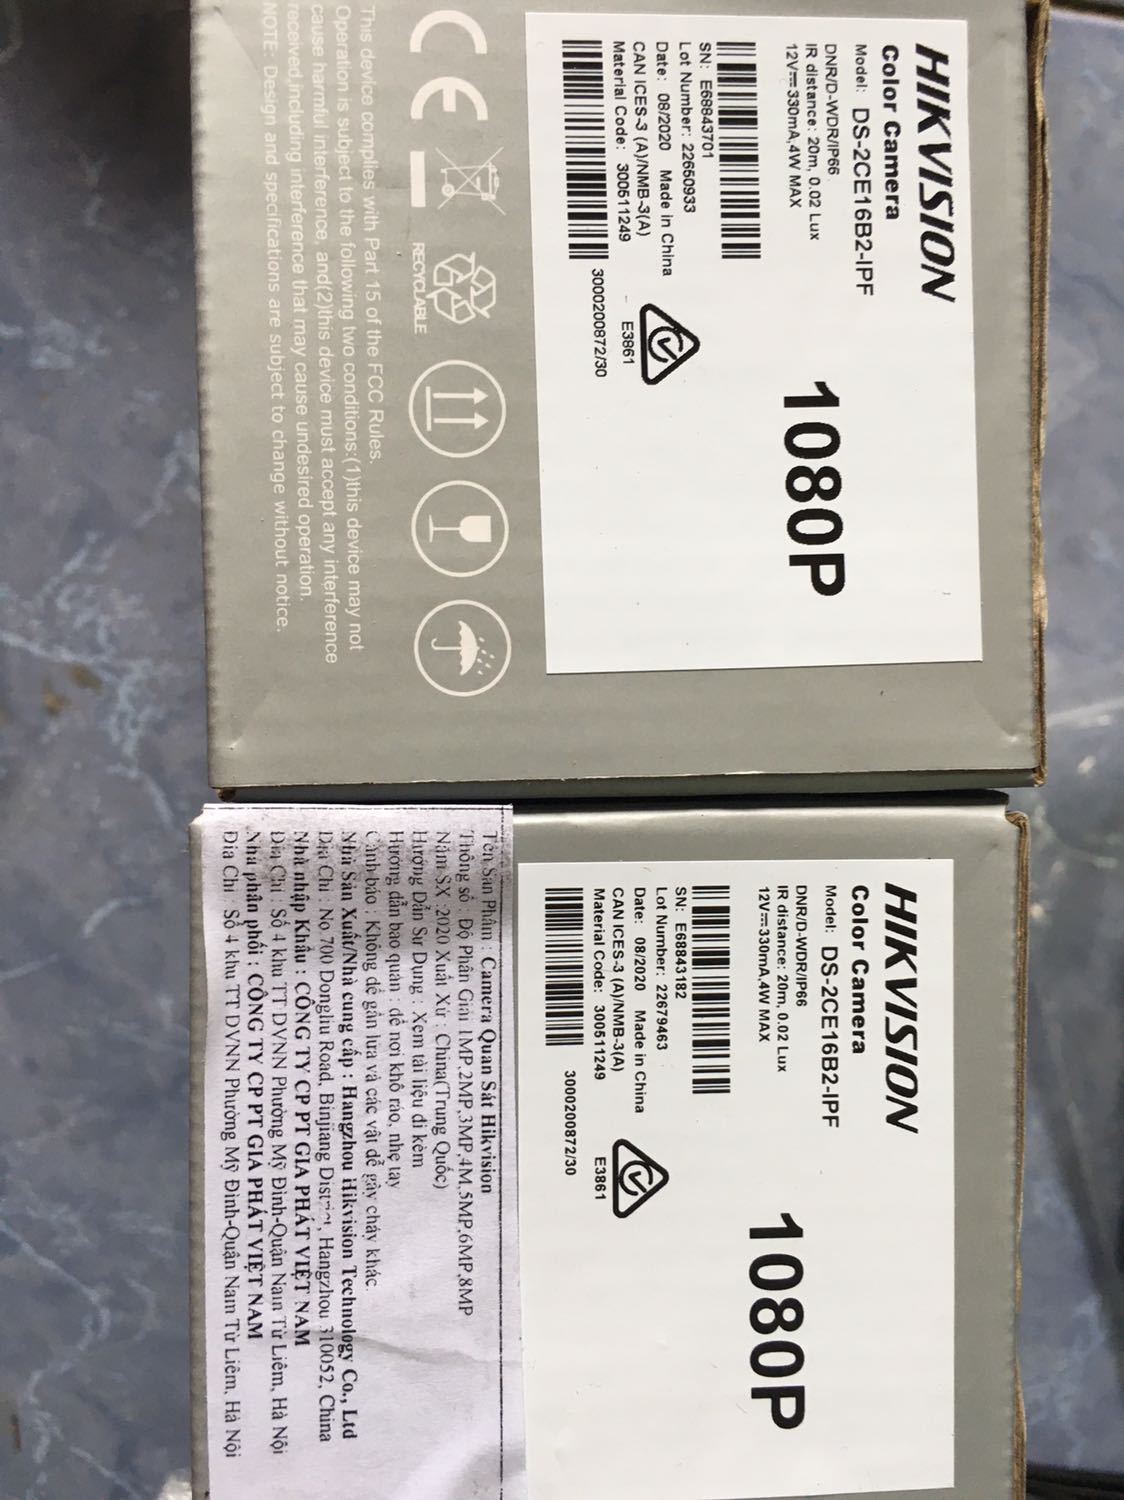 HIKVISION
Color Camera
Model: DS-2CE16B2-IPF
DNR/D-WDR/IP66
IR distance: 20m, 0.02 Lux
12V⎓330mA,4W MAX
1080P
SN: E68843701
Lot Number: 22650933
Date: 08/2020 Made in China
CAN ICES-3 (A)/NMB-3(A)
Material Code: 300511249
E3861
3000200872/30
CE
RECYCLABLE
This device complies with Part 15 of the FCC Rules.
Operation is subject to the following two conditions:(1)this device may not
cause harmful interference, and(2)this device must accept any interference
received,including interference that may cause undesired operation.
NOTE: Design and specifications are subject to change without notice.
HIKVISION
Color Camera
Model: DS-2CE16B2-IPF
DNR/D-WDR/IP66
IR distance: 20m, 0.02 Lux
12V⎓330mA,4W MAX
1080P
SN: E68843182
Lot Number: 22679463
Date: 08/2020 Made in China
CAN ICES-3 (A)/NMB-3(A)
Material Code: 300511249
E3861
3000200872/30
Tên Sản Phẩm : Camera Quan Sát Hikvision
Thông số : Độ Phân Giải 1MP,2MP,3MP,4M,5MP,6MP,8MP
Năm SX :2020 Xuất Xứ : China(Trung Quốc)
Hướng Dẫn Sử Dụng : Xem tài liệu đi kèm
Hướng dẫn bảo quản : để nơi khô ráo, nhẹ tay
Cảnh báo : Không để gần lửa và các vật dễ gây cháy khác.
Nhà Sản Xuất/Nhà cung cấp : Hangzhou Hikvision Technology Co., Ltd
Địa Chỉ : No 700 Dongliu Road, Binjiang District, Hangzhou 310052, China
Nhà nhập Khẩu : CÔNG TY CP PT GIA PHÁT VIỆT NAM
Địa Chỉ : Số 4 khu TT DVNN Phường Mỹ Đình-Quận Nam Từ Liêm, Hà Nội
Nhà phân phối : CÔNG TY CP PT GIA PHÁT VIỆT NAM
Địa Chỉ : Số 4 khu TT DVNN Phường Mỹ Đình-Quận Nam Từ Liêm, Hà Nội